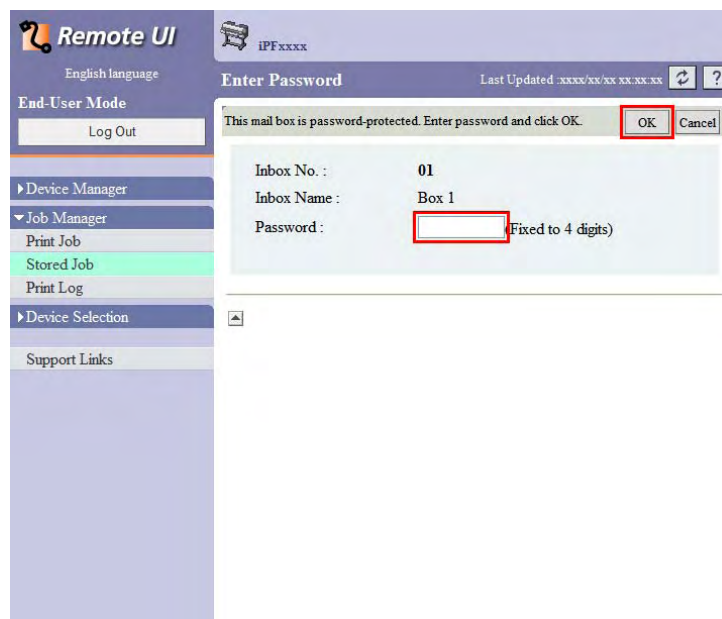 Remote UI
English language
End-User Mode
Log Out
Device Manager
Job Manager
Print Job
Stored Job
Print Log
Device Selection
Support Links
iPFxxxx
Enter Password
Last Updated :xxxx/xx/xx xx:xx:xx
?
This mail box is password-protected. Enter password and click OK.
OK
Cancel
Inbox No. : 01
Inbox Name : Box 1
Password : (Fixed to 4 digits)